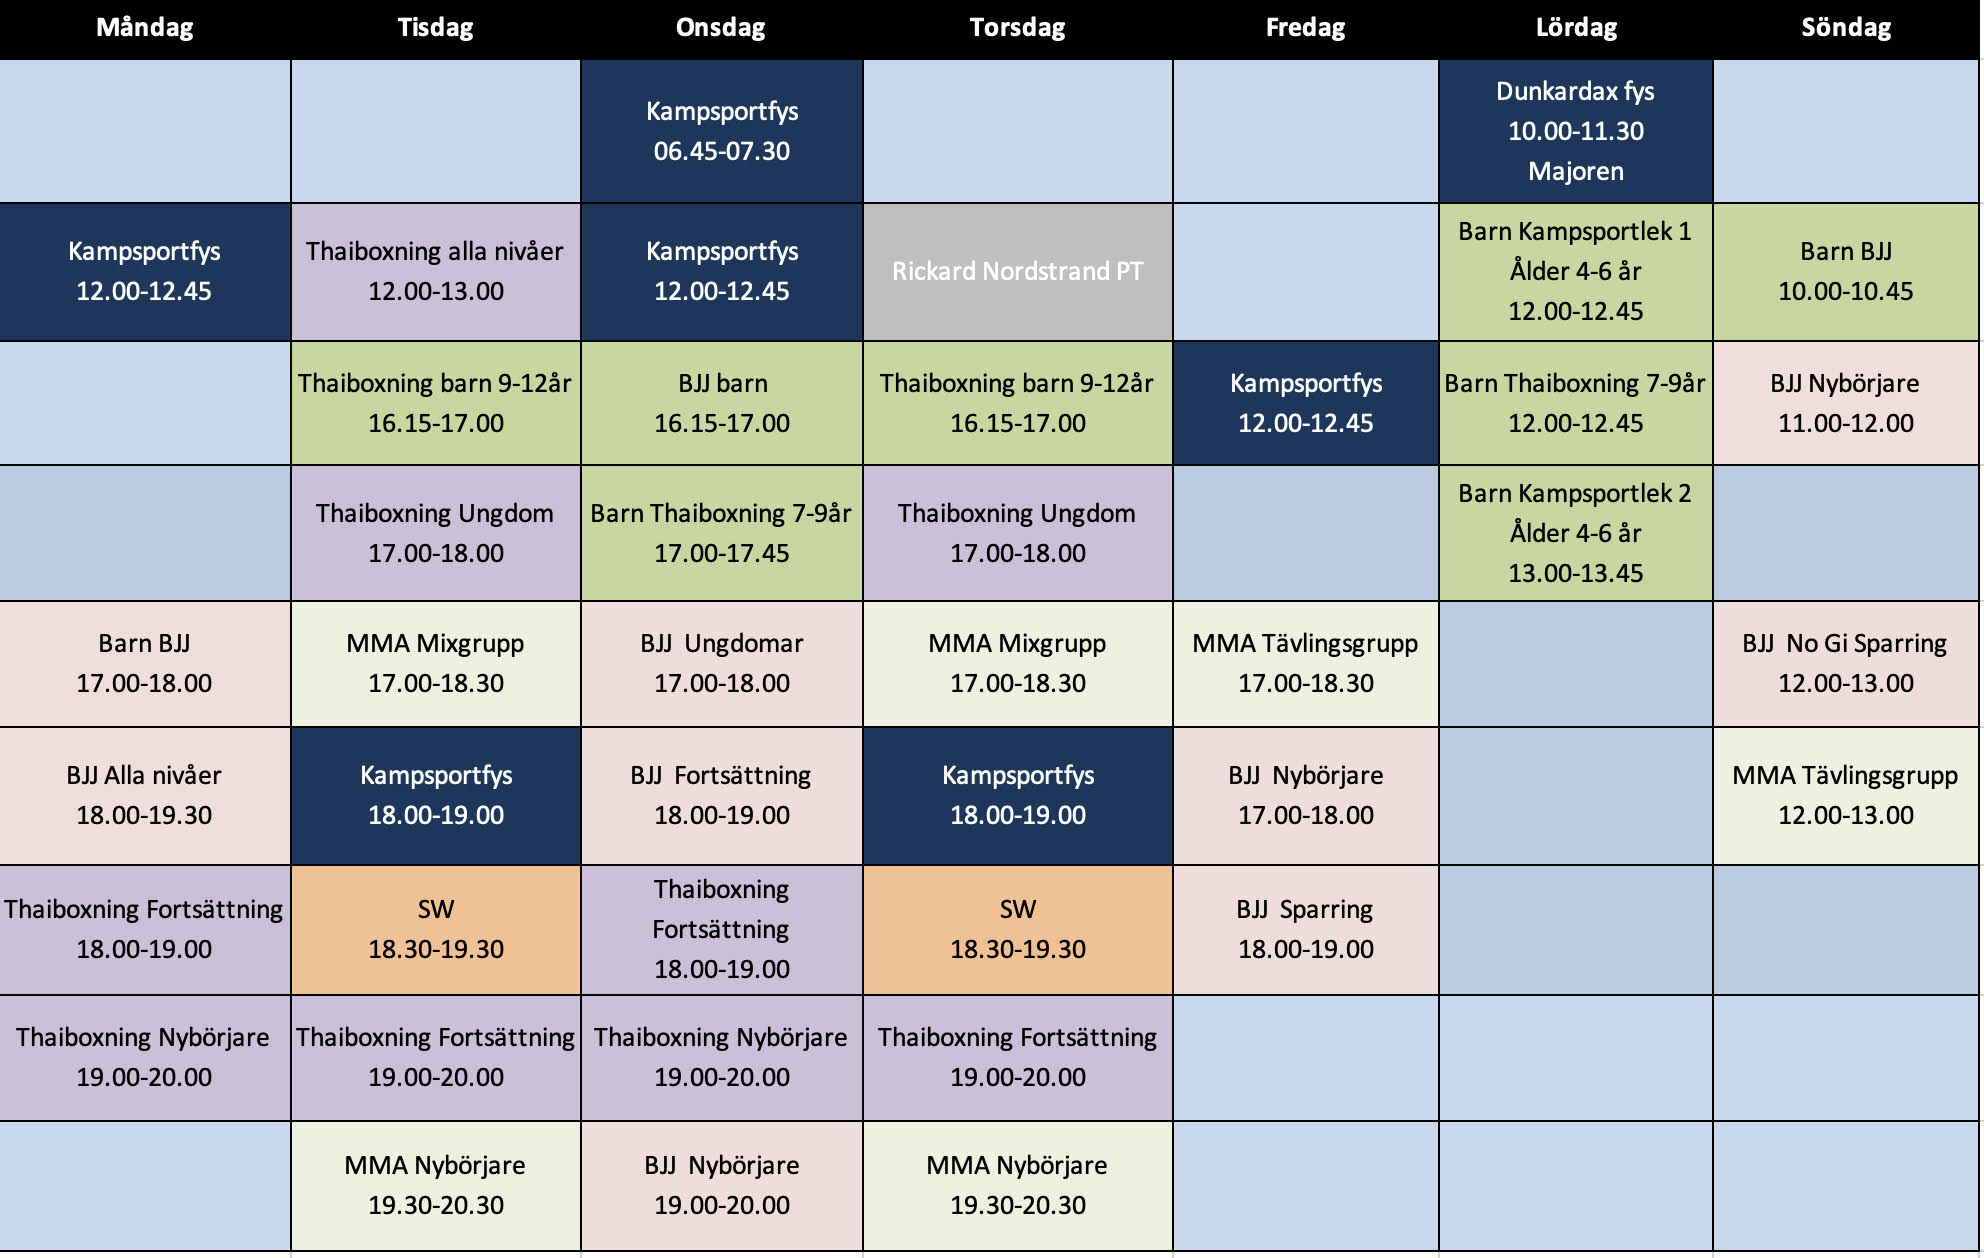 Måndag Tisdag Onsdag Torsdag Fredag Lördag Söndag
Kampsportfys
06.45-07.30
Dunkardax fys
10.00-11.30
Majoren
Kampsportfys
12.00-12.45
Thaiboxning alla nivåer
12.00-13.00
Kampsportfys
12.00-12.45
Rickard Nordstrand PT
Barn Kampsportlek 1
Ålder 4-6 år
12.00-12.45
Barn BJJ
10.00-10.45
Thaiboxning barn 9-12år
16.15-17.00
BJJ barn
16.15-17.00
Thaiboxning barn 9-12år
16.15-17.00
Kampsportfys
12.00-12.45
Barn Thaiboxning 7-9år
12.00-12.45
BJJ Nybörjare
11.00-12.00
Thaiboxning Ungdom
17.00-18.00
Barn Thaiboxning 7-9år
17.00-17.45
Thaiboxning Ungdom
17.00-18.00
Barn Kampsportlek 2
Ålder 4-6 år
13.00-13.45
Barn BJJ
17.00-18.00
MMA Mixgrupp
17.00-18.30
BJJ  Ungdomar
17.00-18.00
MMA Mixgrupp
17.00-18.30
MMA Tävlingsgrupp
17.00-18.30
BJJ  No Gi Sparring
12.00-13.00
BJJ Alla nivåer
18.00-19.30
Kampsportfys
18.00-19.00
BJJ  Fortsättning
18.00-19.00
Kampsportfys
18.00-19.00
BJJ  Nybörjare
17.00-18.00
MMA Tävlingsgrupp
12.00-13.00
Thaiboxning Fortsättning
18.00-19.00
SW
18.30-19.30
Thaiboxning
Fortsättning
18.00-19.00
SW
18.30-19.30
BJJ  Sparring
18.00-19.00
Thaiboxning Nybörjare
19.00-20.00
Thaiboxning Fortsättning
19.00-20.00
Thaiboxning Nybörjare
19.00-20.00
Thaiboxning Fortsättning
19.00-20.00
MMA Nybörjare
19.30-20.30
BJJ  Nybörjare
19.00-20.00
MMA Nybörjare
19.30-20.30